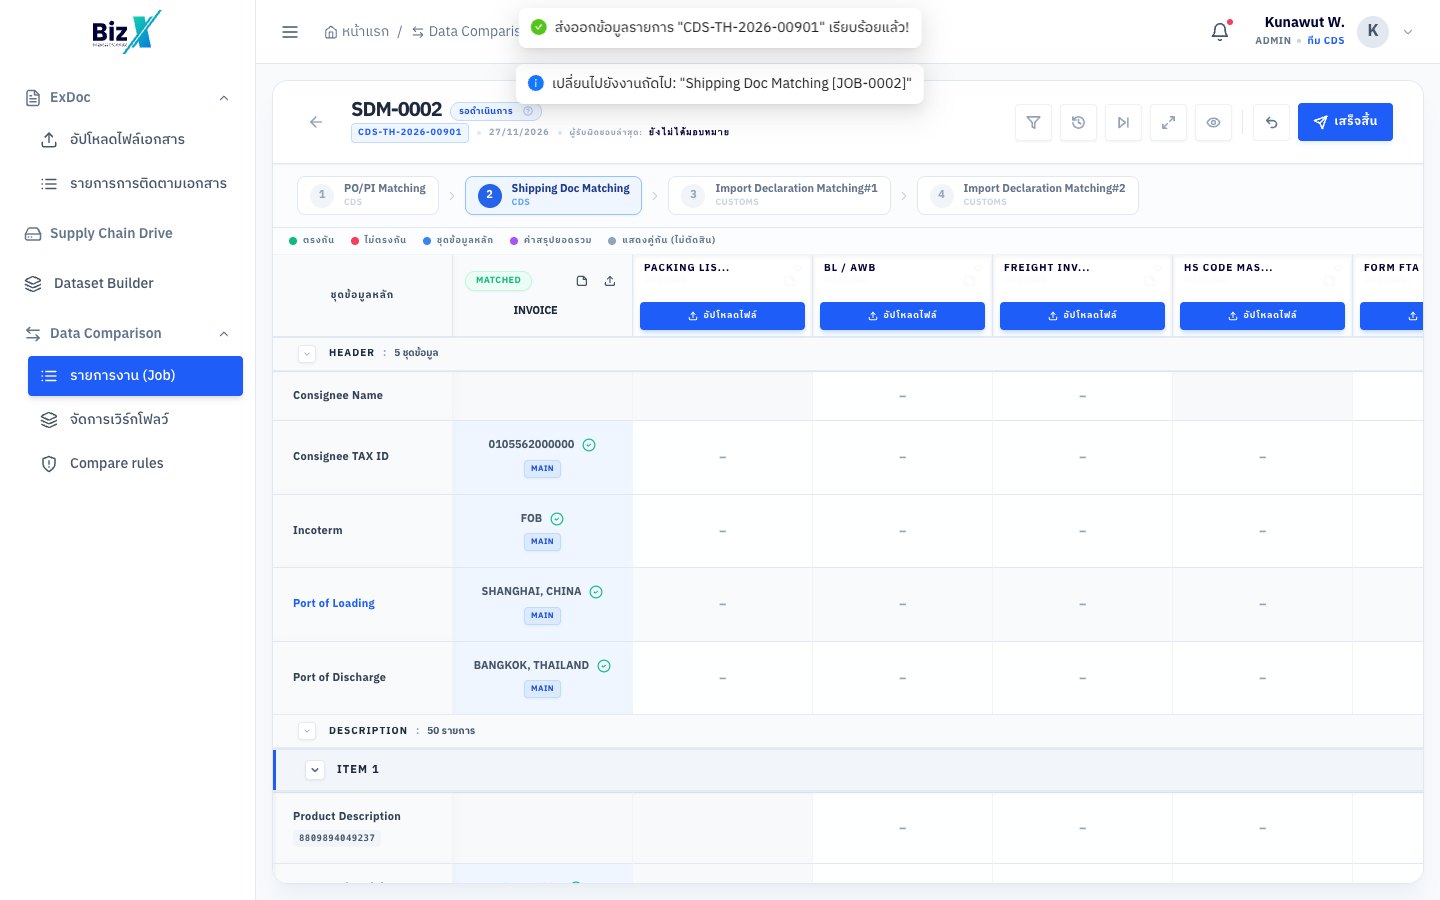 BizX
ExDoc
อัปโหลดไฟล์เอกสาร
รายการการติดตามเอกสาร
Supply Chain Drive
Dataset Builder
Data Comparison
รายการงาน (Job)
จัดการเวิร์กโฟลว์
Compare rules
หน้าแรก / Data Comparis
ส่งออกข้อมูลรายการ "CDS-TH-2026-00901" เรียบร้อยแล้ว!
เปลี่ยนไปยังงานถัดไป: "Shipping Doc Matching [JOB-0002]"
Kunawut W.
ADMIN ทีม CDS
K
SDM-0002 รอดำเนินการ
CDS-TH-2026-00901 27/11/2026 ผู้รับผิดชอบล่าสุด: ยังไม่ได้มอบหมาย
เสร็จสิ้น
1 PO/PI Matching
CDS
2 Shipping Doc Matching
CDS
3 Import Declaration Matching#1
CUSTOMS
4 Import Declaration Matching#2
CUSTOMS
ตรงกัน ไม่ตรงกัน ชุดข้อมูลหลัก ค่าสรุปยอดรวม แสดงคู่กัน (ไม่ตัดสิน)
ชุดข้อมูลหลัก
MATCHED
INVOICE
PACKING LIS...
อัปโหลดไฟล์
BL / AWB
อัปโหลดไฟล์
FREIGHT INV...
อัปโหลดไฟล์
HS CODE MAS...
อัปโหลดไฟล์
FORM FTA
HEADER : 5 ชุดข้อมูล
Consignee Name – –
Consignee TAX ID 0105562000000 – – – –
MAIN
Incoterm FOB – – – –
MAIN
Port of Loading SHANGHAI, CHINA – – – –
MAIN
Port of Discharge BANGKOK, THAILAND – – – –
MAIN
DESCRIPTION : 50 รายการ
ITEM 1
Product Description – – –
8809894049237